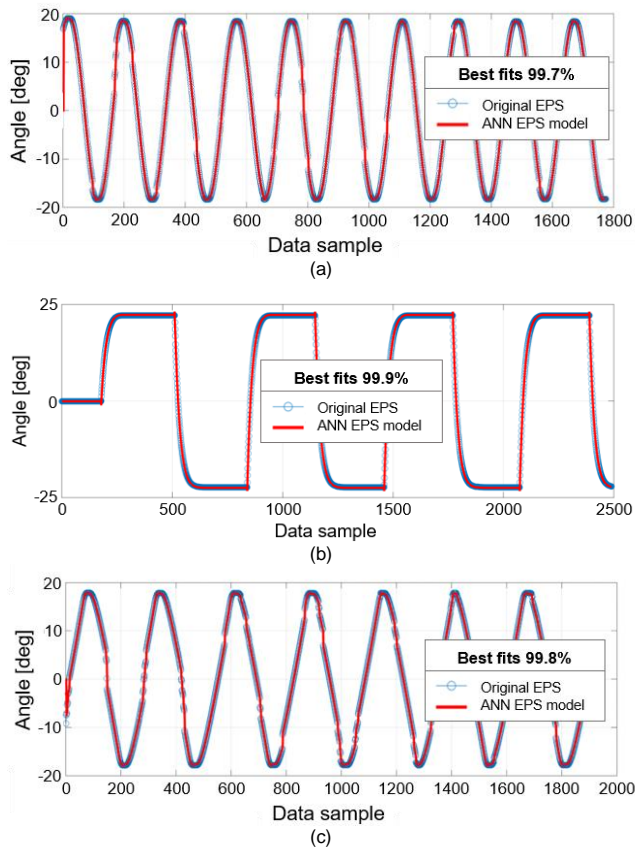 20
10
0
-10
-20
Angle [deg]
Best fits 99.7%
Original EPS
ANN EPS model
0 200 400 600 800 1000 1200 1400 1600 1800
Data sample
(a)
25
0
-25
Angle [deg]
Best fits 99.9%
Original EPS
ANN EPS model
0 500 1000 1500 2000 2500
Data sample
(b)
20
10
0
-10
-20
Angle [deg]
Best fits 99.8%
Original EPS
ANN EPS model
0 200 400 600 800 1000 1200 1400 1600 1800 2000
Data sample
(c)